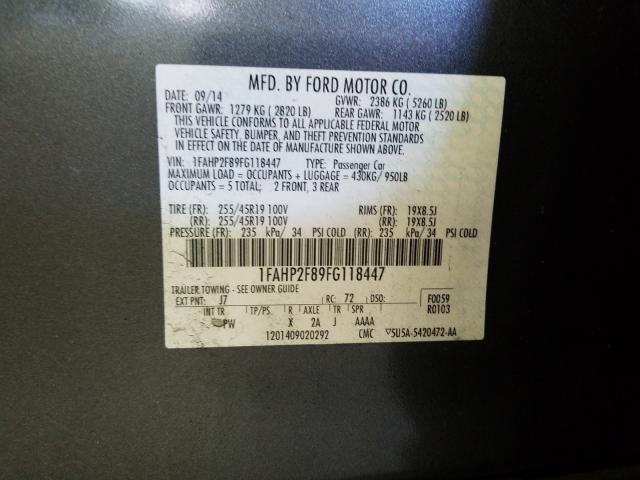 MFD. BY FORD MOTOR CO.
DATE: 09/14 GVWR: 2386 KG (5260 LB)
FRONT GAWR: 1279 KG (2820 LB) REAR GAWR: 1143 KG (2520 LB)
THIS VEHICLE CONFORMS TO ALL APPLICABLE FEDERAL MOTOR
VEHICLE SAFETY, BUMPER, AND THEFT PREVENTION STANDARDS
IN EFFECT ON THE DATE OF MANUFACTURE SHOWN ABOVE.
VIN: 1FAHP2F89FG118447 TYPE: Passenger Car
MAXIMUM LOAD = OCCUPANTS + LUGGAGE = 430KG/ 950LB
OCCUPANTS = 5 TOTAL; 2 FRONT, 3 REAR
TIRE (FR): 255/45R19 100V RIMS (FR): 19X8.5J
(RR): 255/45R19 100V (RR): 19X8.5J
PRESSURE (FR): 235 kPa/ 34 PSI COLD (RR): 235 kPa/ 34 PSI COLD
1FAHP2F89FG118447
TRAILER TOWING - SEE OWNER GUIDE
EXT PNT: J7 RC: 72 DSO: F0059
INT TR TP/PS R AXLE TR SPR R0103
PW X 2A J AAAA
1201409020292 CMC ▽5U5A-5420472-AA